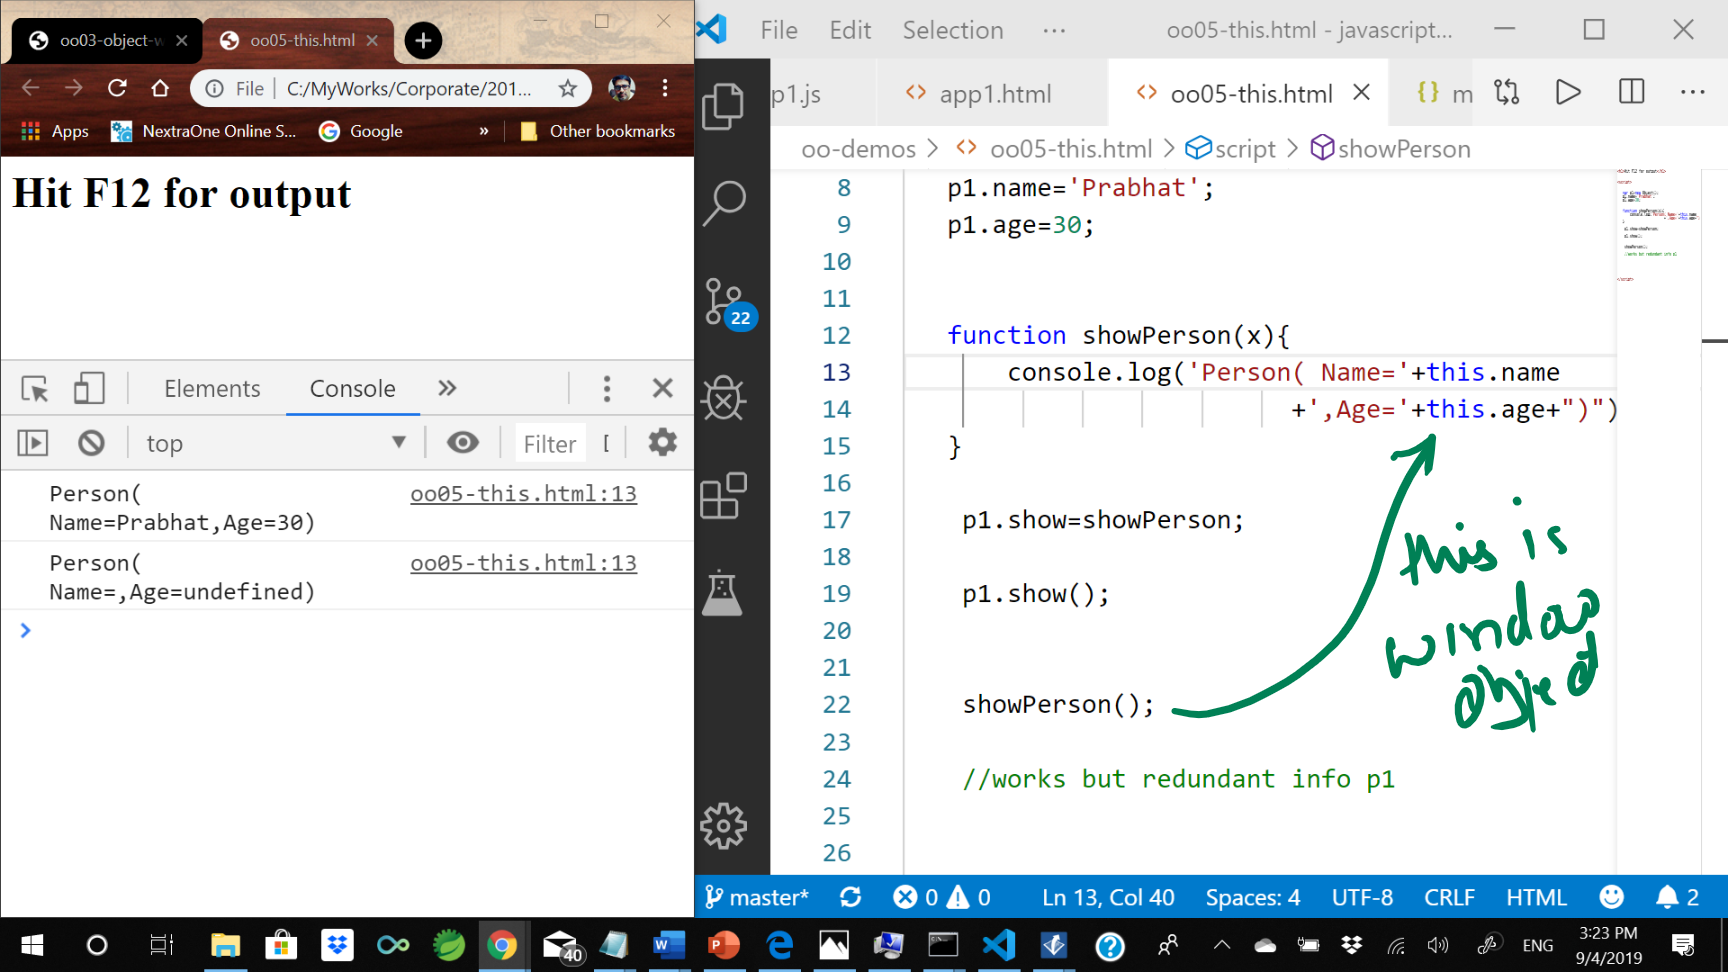 oo03-object-w
oo05-this.html
File
C:/MyWorks/Corporate/201...
Apps
NextraOne Online S...
Google
»
Other bookmarks
Hit F12 for output
Elements
Console
top
Filter
[
Person(
Name=Prabhat,Age=30)
oo05-this.html:13
Person(
Name=,Age=undefined)
oo05-this.html:13
File Edit Selection ...
oo05-this.html - javascript...
p1.js
app1.html
oo05-this.html
{} m
oo-demos > oo05-this.html > script > showPerson
8 p1.name='Prabhat';
9 p1.age=30;
10
11
12 function showPerson(x){
13 console.log('Person( Name='+this.name
14 +',Age='+this.age+")")
15 }
16
17 p1.show=showPerson;
18
19 p1.show();
20
21
22 showPerson();
23
24 //works but redundant info p1
25
26
this is
window
object
22
master*
0
0
Ln 13, Col 40
Spaces: 4
UTF-8
CRLF
HTML
2
40
ENG
3:23 PM
9/4/2019